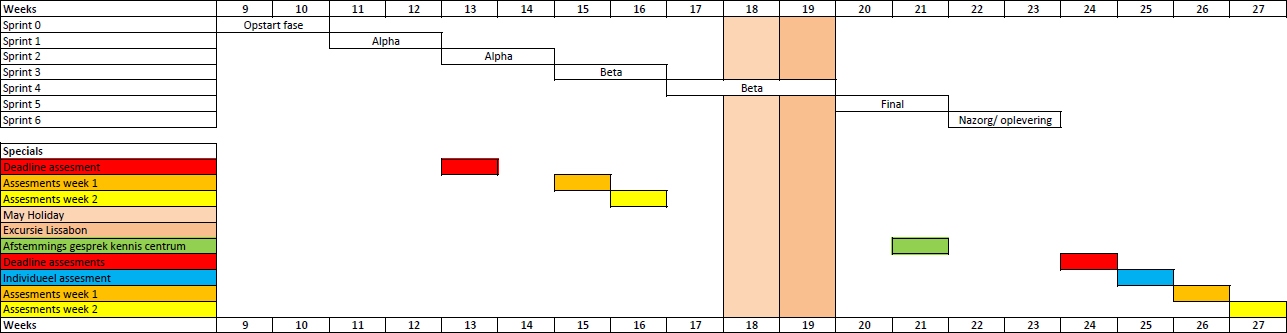 Weeks 9 10 11 12 13 14 15 16 17 18 19 20 21 22 23 24 25 26 27
Sprint 0 Opstart fase
Sprint 1 Alpha
Sprint 2 Alpha
Sprint 3 Beta
Sprint 4 Beta
Sprint 5 Final
Sprint 6 Nazorg/ oplevering
Specials
Deadline assesment
Assesments week 1
Assesments week 2
May Holiday
Excursie Lissabon
Afstemmings gesprek kennis centrum
Deadline assesments
Individueel assesment
Assesments week 1
Assesments week 2
Weeks 9 10 11 12 13 14 15 16 17 18 19 20 21 22 23 24 25 26 27